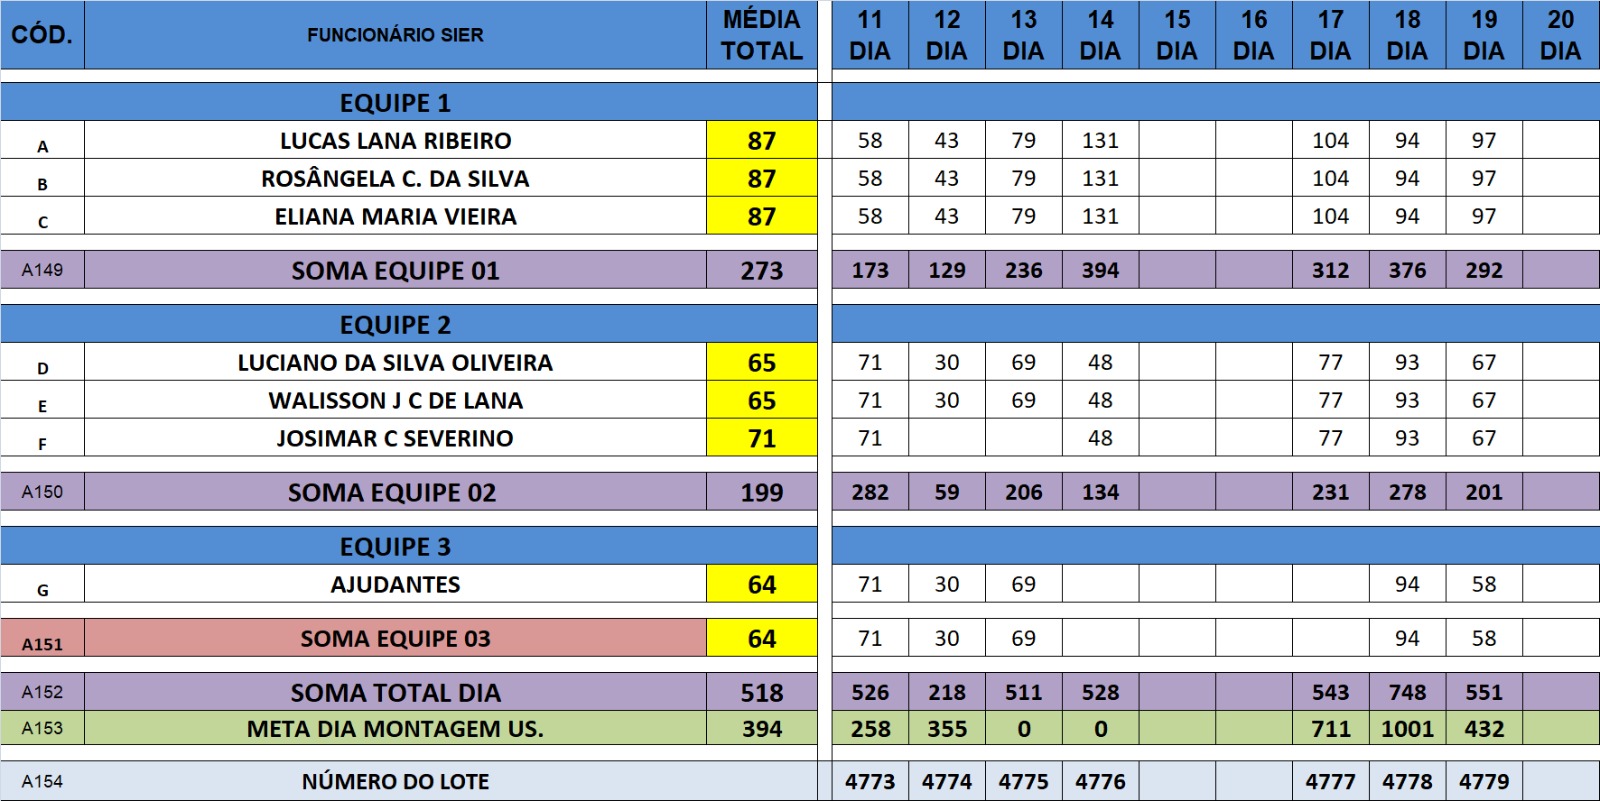 CÓD. FUNCIONÁRIO SIER MÉDIA TOTAL 11 DIA 12 DIA 13 DIA 14 DIA 15 DIA 16 DIA 17 DIA 18 DIA 19 DIA 20 DIA
EQUIPE 1
A LUCAS LANA RIBEIRO 87 58 43 79 131 104 94 97
B ROSÂNGELA C. DA SILVA 87 58 43 79 131 104 94 97
C ELIANA MARIA VIEIRA 87 58 43 79 131 104 94 97
A149 SOMA EQUIPE 01 273 173 129 236 394 312 376 292
EQUIPE 2
D LUCIANO DA SILVA OLIVEIRA 65 71 30 69 48 77 93 67
E WALISSON J C DE LANA 65 71 30 69 48 77 93 67
F JOSIMAR C SEVERINO 71 71 48 77 93 67
A150 SOMA EQUIPE 02 199 282 59 206 134 231 278 201
EQUIPE 3
G AJUDANTES 64 71 30 69 94 58
A151 SOMA EQUIPE 03 64 71 30 69 94 58
A152 SOMA TOTAL DIA 518 526 218 511 528 543 748 551
A153 META DIA MONTAGEM US. 394 258 355 0 0 711 1001 432
A154 NÚMERO DO LOTE 4773 4774 4775 4776 4777 4778 4779